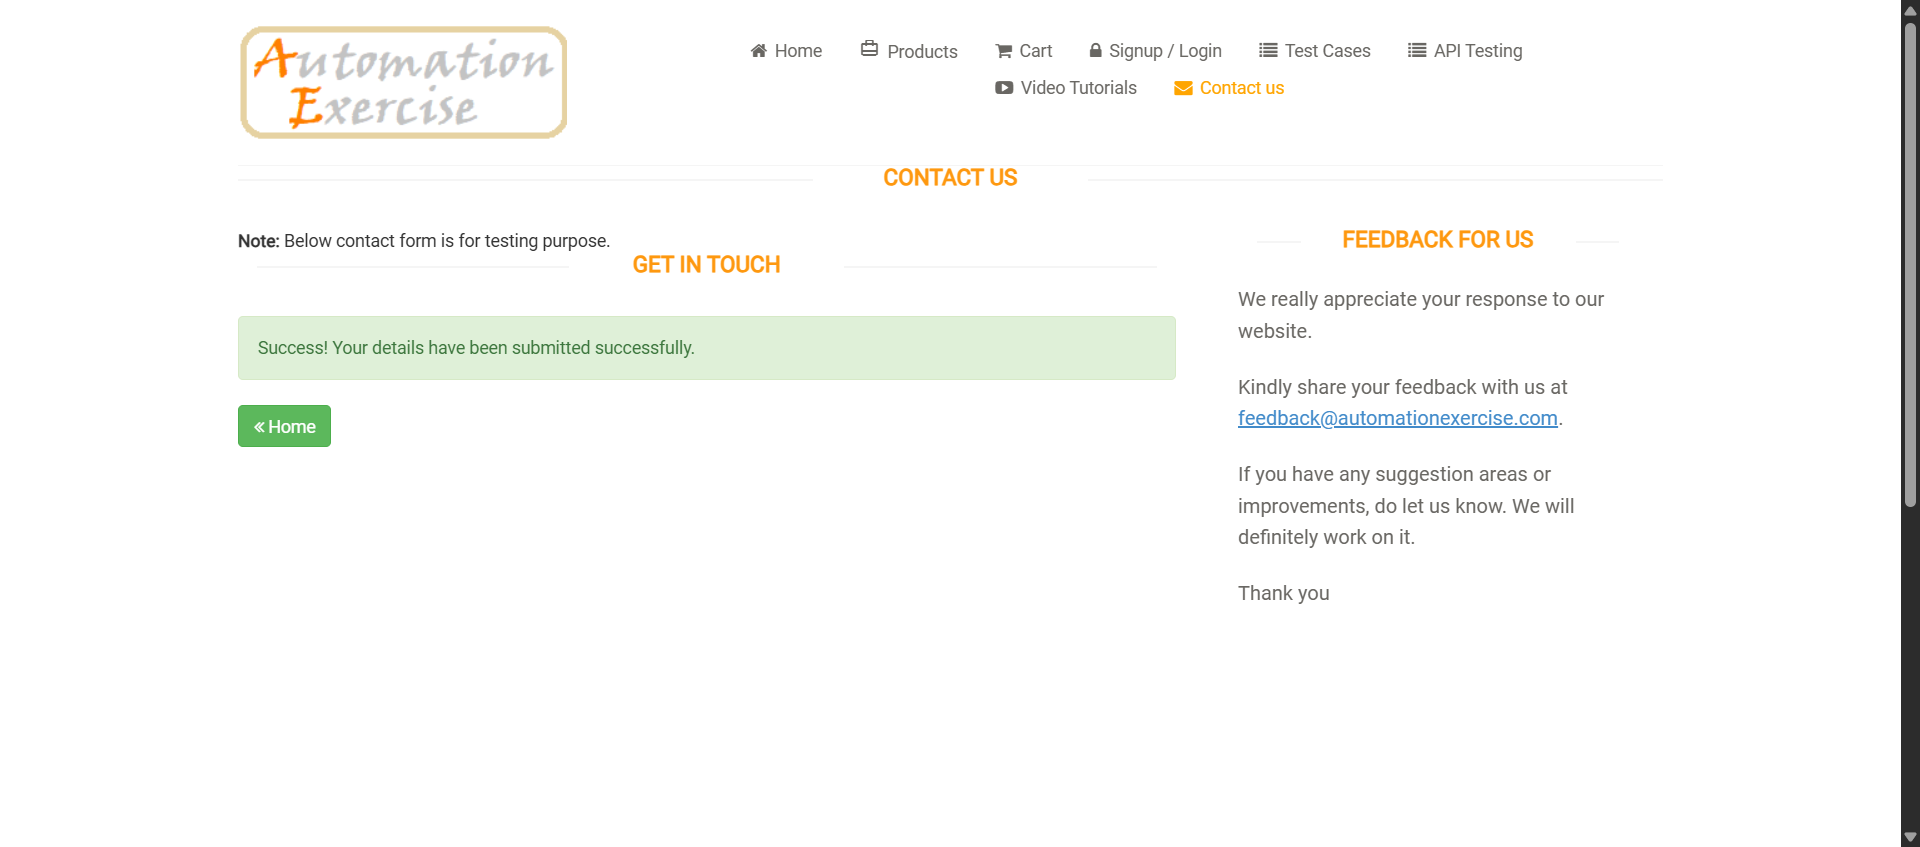 Automation
Exercise
Home
Products
Cart
Signup / Login
Test Cases
API Testing
Video Tutorials
Contact us
CONTACT US
Note: Below contact form is for testing purpose.
GET IN TOUCH
Success! Your details have been submitted successfully.
« Home
FEEDBACK FOR US
We really appreciate your response to our
website.
Kindly share your feedback with us at
feedback@automationexercise.com.
If you have any suggestion areas or
improvements, do let us know. We will
definitely work on it.
Thank you